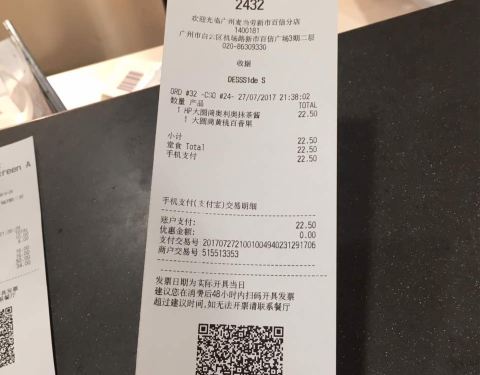 2432
欢迎光临广州麦当劳新市百信分店
1400181
广州市白云区机场路新市百信广场3期二层
020-86309330
收据
DESSSide S
ORD #32 -CSO #24- 27/07/2017 21:38:02
数量 产品 TOTAL
1 HP大圆筒奥利奥抹茶酱 22.50
1 大圆筒黄桃百香果
小计 22.50
堂食 Total 22.50
手机支付 22.50
手机支付(支付宝)交易明细
账户支付: 22.50
优惠金额: 0.00
支付交易号 2017072721001004940231291706
商户交易号 515513353
发票日期为实际开具当日
建议您在消费后48小时内扫码开具发票
超过建议时间,如无法开票请联系餐厅
reen A